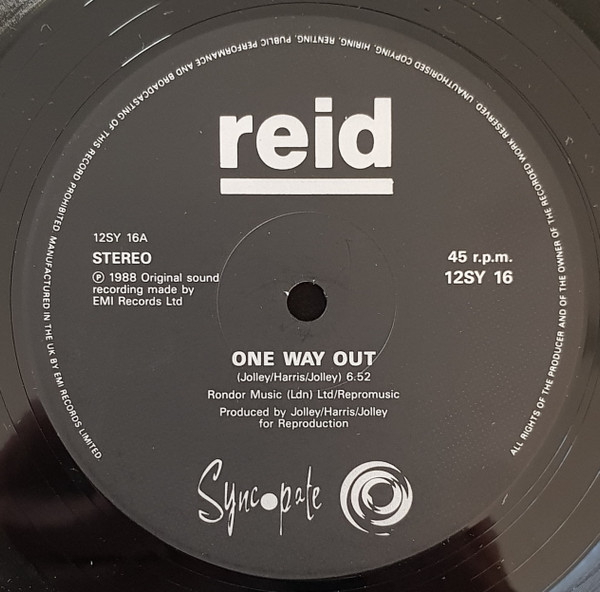 reid
12SY 16A
STEREO
℗ 1988 Original sound
recording made by
EMI Records Ltd
45 r.p.m.
12SY 16
ONE WAY OUT
(Jolley/Harris/Jolley) 6.52
Rondor Music (Ldn) Ltd/Repromusic
Produced by Jolley/Harris/Jolley
for Reproduction
Syncopate
ALL RIGHTS OF THE PRODUCER AND OF THE OWNER OF THE RECORDED WORK RESERVED. UNAUTHORISED COPYING, HIRING, RENTING, PUBLIC PERFORMANCE AND BROADCASTING OF THIS RECORD PROHIBITED. MANUFACTURED IN THE UK BY EMI RECORDS LIMITED